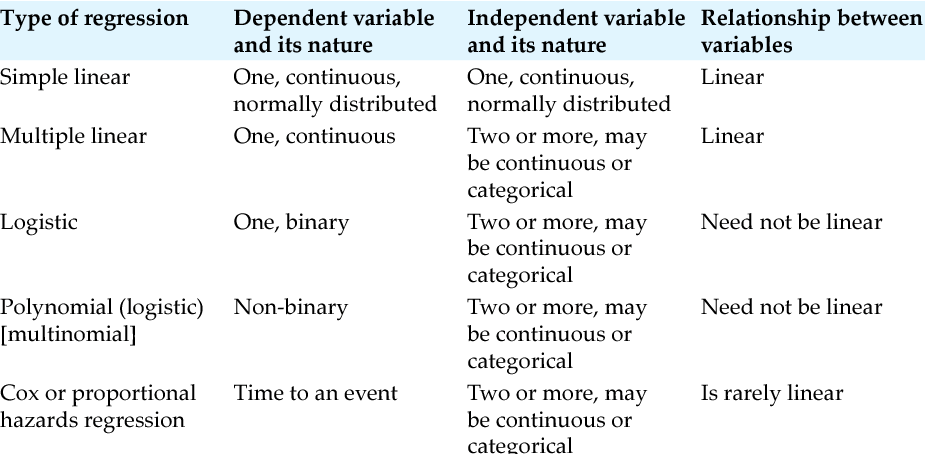 Type of regression Dependent variable and its nature Independent variable and its nature Relationship between variables
Simple linear One, continuous, normally distributed One, continuous, normally distributed Linear
Multiple linear One, continuous Two or more, may be continuous or categorical Linear
Logistic One, binary Two or more, may be continuous or categorical Need not be linear
Polynomial (logistic) [multinomial] Non-binary Two or more, may be continuous or categorical Need not be linear
Cox or proportional hazards regression Time to an event Two or more, may be continuous or categorical Is rarely linear